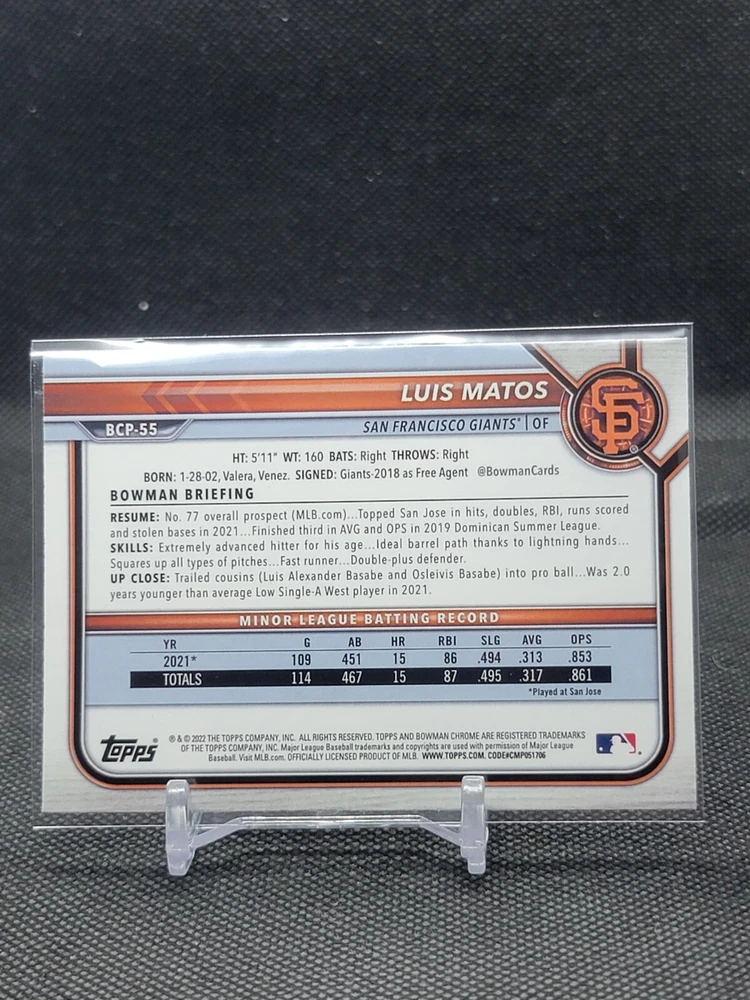 LUIS MATOS
BCP-55
SAN FRANCISCO GIANTS® | OF
SF ®
HT: 5'11" WT: 160 BATS: Right THROWS: Right
BORN: 1-28-02, Valera, Venez. SIGNED: Giants-2018 as Free Agent @BowmanCards
BOWMAN BRIEFING
RESUME: No. 77 overall prospect (MLB.com)...Topped San Jose in hits, doubles, RBI, runs scored
and stolen bases in 2021...Finished third in AVG and OPS in 2019 Dominican Summer League.
SKILLS: Extremely advanced hitter for his age...Ideal barrel path thanks to lightning hands...
Squares up all types of pitches...Fast runner...Double-plus defender.
UP CLOSE: Trailed cousins (Luis Alexander Basabe and Osleivis Basabe) into pro ball...Was 2.0
years younger than average Low Single-A West player in 2021.
MINOR LEAGUE BATTING RECORD
YR G AB HR RBI SLG AVG OPS
2021* 109 451 15 86 .494 .313 .853
TOTALS 114 467 15 87 .495 .317 .861
*Played at San Jose
Topps®
® & © 2022 THE TOPPS COMPANY, INC. ALL RIGHTS RESERVED. TOPPS AND BOWMAN CHROME ARE REGISTERED TRADEMARKS
OF THE TOPPS COMPANY, INC. Major League Baseball trademarks and copyrights are used with permission of Major League
Baseball. Visit MLB.com. OFFICIALLY LICENSED PRODUCT OF MLB. WWW.TOPPS.COM. CODE#CMP051706